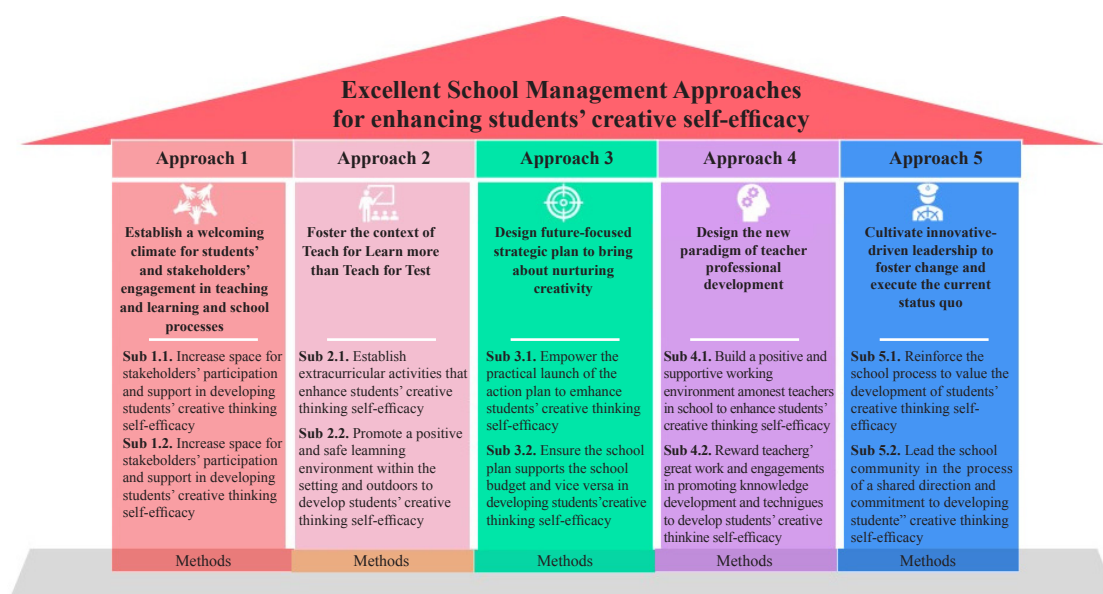 Excellent School Management Approaches
for enhancing students’ creative self-efficacy
Approach 1
Establish a welcoming
climate for students’
and stakeholders’
engagement in teaching
and learning and school
processes
Sub 1.1. Increase space for
stakeholders’ participation
and support in developing
students’ creative thinking
self-efficacy
Sub 1.2. Increase space for
stakeholders’ participation
and support in developing
students’ creative thinking
self-efficacy
Methods
Approach 2
Foster the context of
Teach for Learn more
than Teach for Test
Sub 2.1. Establish
extracurricular activities that
enhance students’ creative
thinking self-efficacy
Sub 2.2. Promote a positive
and safe leamning
environment within the
setting and outdoors to
develop students’ creative
thinking self-efficacy
Methods
Approach 3
Design future-focused
strategic plan to bring
about nurturing
creativity
Sub 3.1. Empower the
practical launch of the
action plan to emhance
students’ creative thinking
self-efficacy
Sub 3.2. Ensure the school
plan supports the school
budget and vice versa in
developing students’creative
thinking self-efficacy
Methods
Approach 4
Design the new
paradigm of teacher
professional
development
Sub 4.1. Build a positive and
supportive working
environment amonest teachers
in school to enhance students’
creative thinking self-efficacy
Sub 4.2. Reward teacherg’
great work and engagements
in promoting knnowledge
development and technigues
to develop students’ creative
thinkine self-efficacy
Methods
Approach 5
Cultivate innovative-
driven leadership to
foster change and
execute the current
status quo
Sub 5.1. Reinforce the
school process to value the
development of students’
creative thinking self-
efficacy
Sub 5.2. Lead the school
community in the process
of a shared direction and
commitment to developing
studente” creative thinking
self-efficacy
Methods